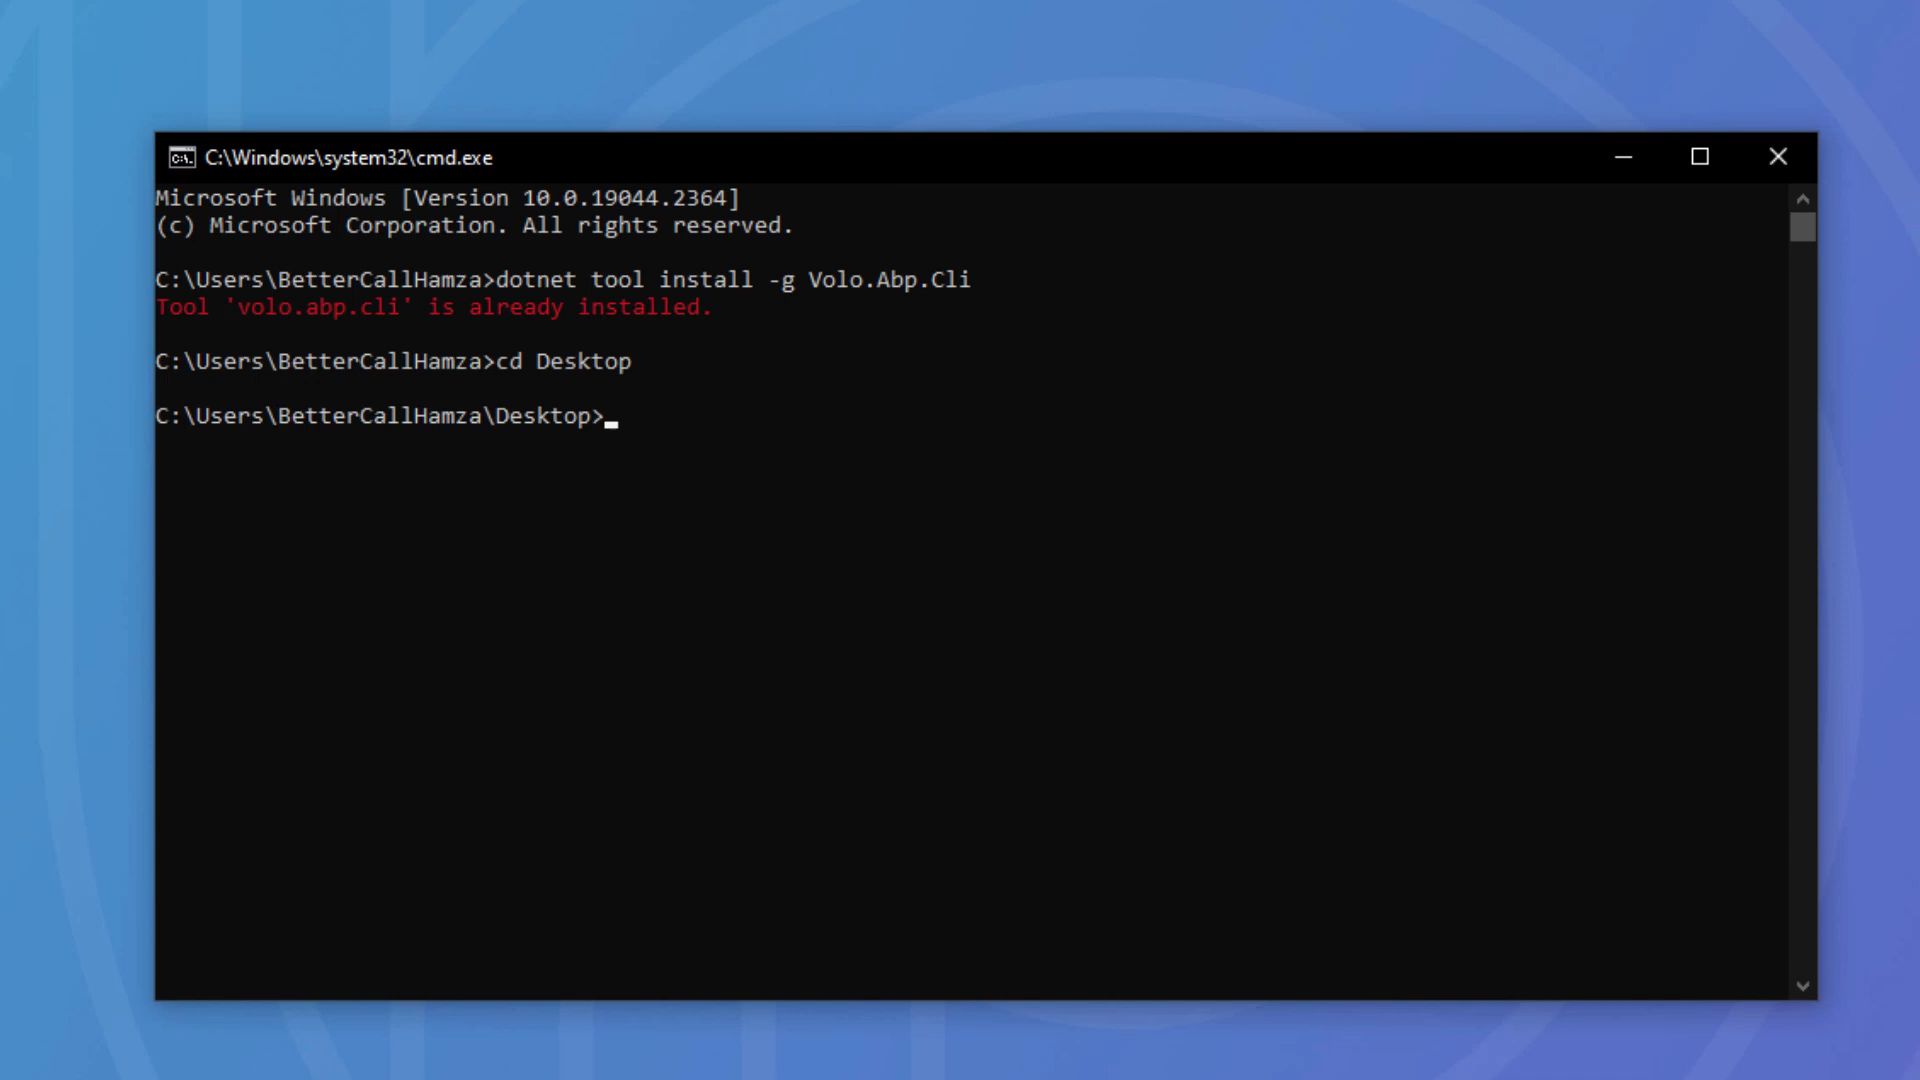 C:\Windows\system32\cmd.exe
Microsoft Windows [Version 10.0.19044.2364]
(c) Microsoft Corporation. All rights reserved.
C:\Users\BetterCallHamza>dotnet tool install -g Volo.Abp.Cli
Tool 'volo.abp.cli' is already installed.
C:\Users\BetterCallHamza>cd Desktop
C:\Users\BetterCallHamza\Desktop>